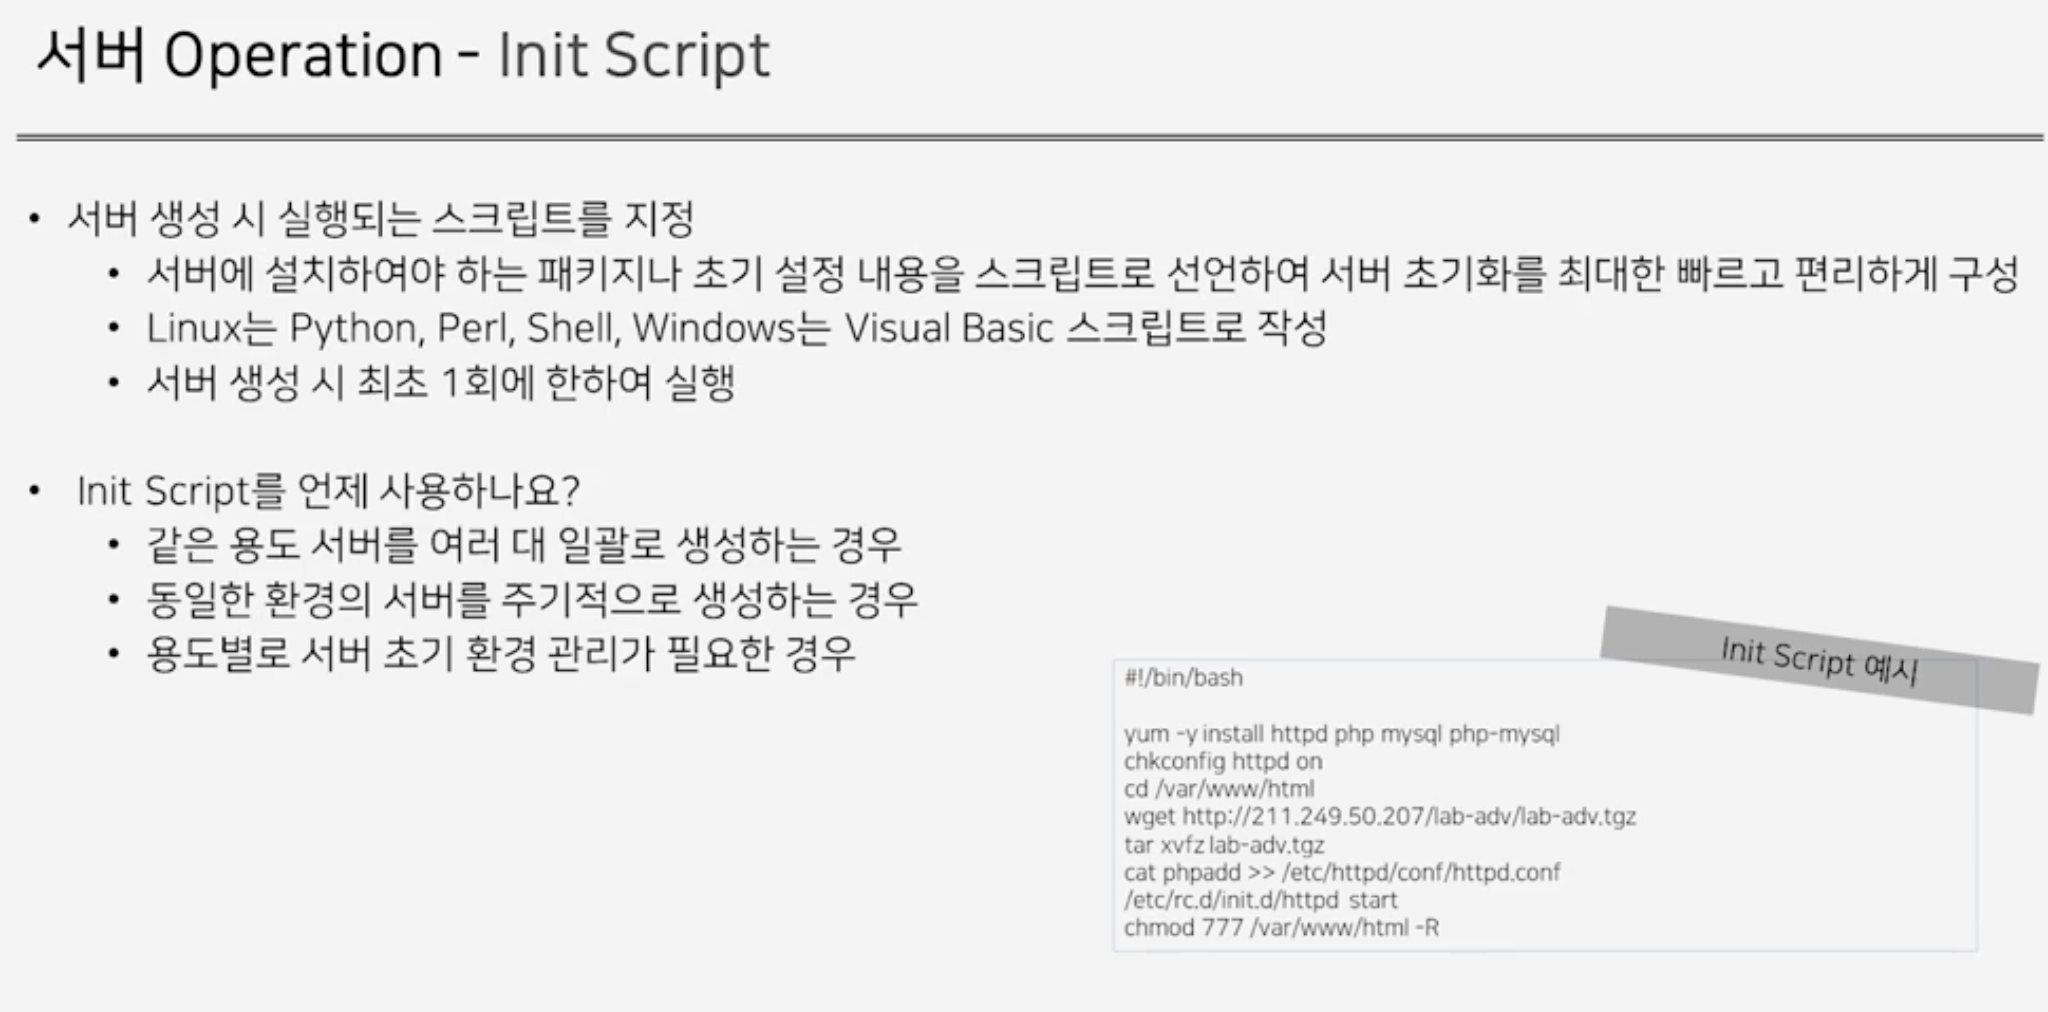 서버 Operation - Init Script
• 서버 생성 시 실행되는 스크립트를 지정
• 서버에 설치하여야 하는 패키지나 초기 설정 내용을 스크립트로 선언하여 서버 초기화를 최대한 빠르고 편리하게 구성
• Linux는 Python, Perl, Shell, Windows는 Visual Basic 스크립트로 작성
• 서버 생성 시 최초 1회에 한하여 실행
• Init Script를 언제 사용하나요?
• 같은 용도 서버를 여러 대 일괄로 생성하는 경우
• 동일한 환경의 서버를 주기적으로 생성하는 경우
• 용도별로 서버 초기 환경 관리가 필요한 경우
Init Script 예시
#!/bin/bash
yum -y install httpd php mysql php-mysql
chkconfig httpd on
cd /var/www/html
wget http://211.249.50.207/lab-adv/lab-adv.tgz
tar xvfz lab-adv.tgz
cat phpadd >> /etc/httpd/conf/httpd.conf
/etc/rc.d/init.d/httpd start
chmod 777 /var/www/html -R